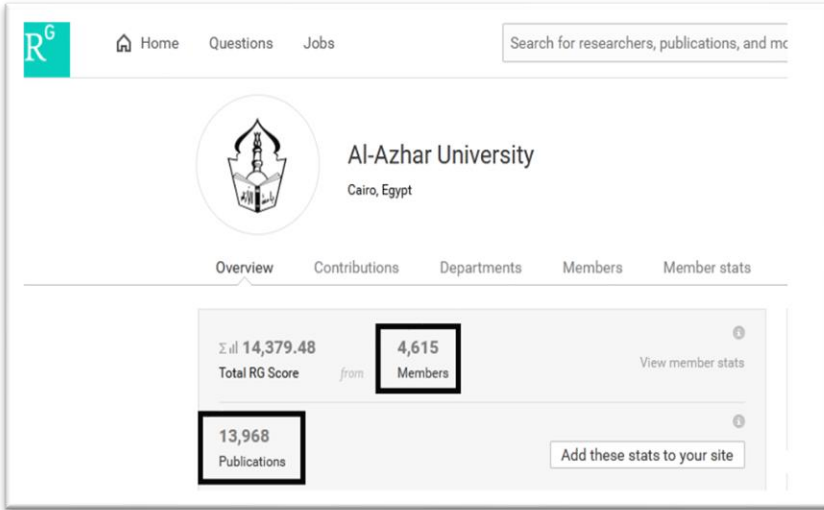 RG
Home Questions Jobs Search for researchers, publications, and mo
Al-Azhar University
Cairo, Egypt
Overview Contributions Departments Members Member stats
14,379.48 4,615
Total RG Score from Members View member stats
13,968
Publications Add these stats to your site